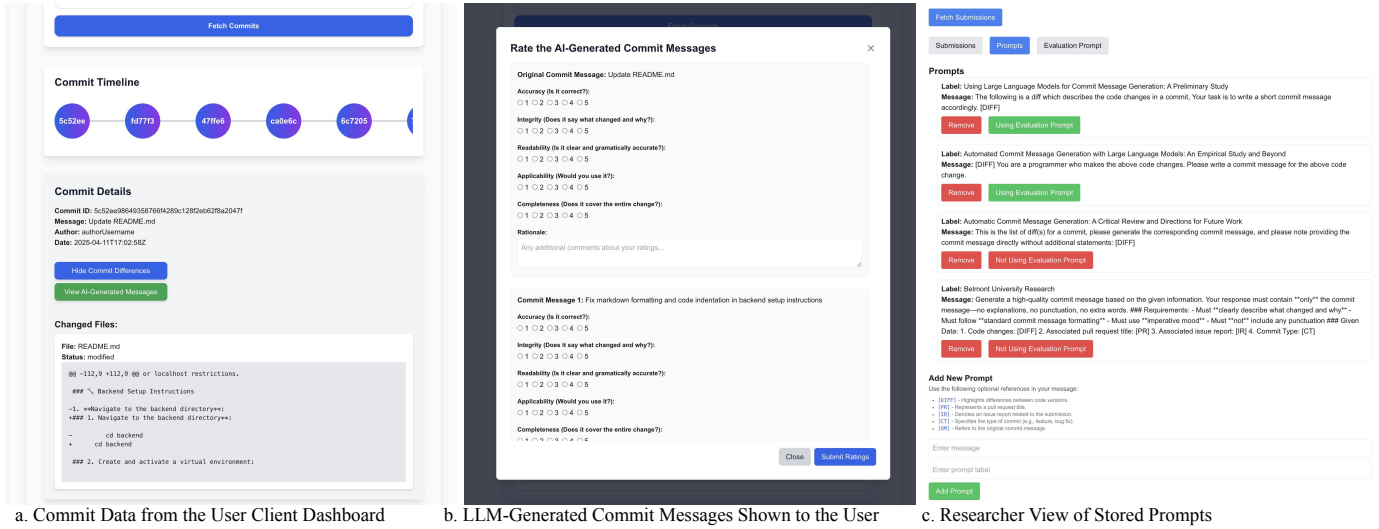 Fetch Commits
Commit Timeline
5c52ee
fd77f3
47ffe6
ca0e6c
6c7205
Commit Details
Commit ID: 5c52ee98649358766f4289c128f2eb62f8a2047f
Message: Update README.md
Author: authorUsername
Date: 2025-04-11T17:02:58Z
Hide Commit Differences
View AI-Generated Messages
Changed Files:
File: README.md
Status: modified
@@ -112,9 +112,9 @@ or localhost restrictions.
### 🔧 Backend Setup Instructions
-1. **Navigate to the backend directory**:
+### 1. Navigate to the backend directory**:
- cd backend
+ cd backend
### 2. Create and activate a virtual environment:
a. Commit Data from the User Client Dashboard
Rate the AI-Generated Commit Messages
×
Original Commit Message: Update README.md
Accuracy (Is it correct?):
1 2 3 4 5
Integrity (Does it say what changed and why?):
1 2 3 4 5
Readability (Is it clear and gramatically accurate?):
1 2 3 4 5
Applicability (Would you use it?):
1 2 3 4 5
Completeness (Does it cover the entire change?):
1 2 3 4 5
Rationale:
Any additional comments about your ratings...
Commit Message 1: Fix markdown formatting and code indentation in backend setup instructions
Accuracy (Is it correct?):
1 2 3 4 5
Integrity (Does it say what changed and why?):
1 2 3 4 5
Readability (Is it clear and gramatically accurate?):
1 2 3 4 5
Applicability (Would you use it?):
1 2 3 4 5
Completeness (Does it cover the entire change?):
1 2 3 4 5
Close
Submit Ratings
b. LLM-Generated Commit Messages Shown to the User
Fetch Submissions
Submissions
Prompts
Evaluation Prompt
Prompts
Label: Using Large Language Models for Commit Message Generation: A Preliminary Study
Message: The following is a diff which describes the code changes in a commit, Your task is to write a short commit message
accordingly. [DIFF]
Remove
Using Evaluation Prompt
Label: Automated Commit Message Generation with Large Language Models: An Empirical Study and Beyond
Message: [DIFF] You are a programmer who makes the above code changes. Please write a commit message for the above code
change.
Remove
Using Evaluation Prompt
Label: Automatic Commit Message Generation: A Critical Review and Directions for Future Work
Message: This is the list of diff(s) for a commit, please generate the corresponding commit message, and please note providing the
commit message directly without additional statements: [DIFF]
Remove
Not Using Evaluation Prompt
Label: Belmont University Research
Message: Generate a high-quality commit message based on the given information. Your response must contain **only** the commit
message—no explanations, no punctuation, no extra words. ### Requirements: - Must **clearly describe what changed and why** -
Must follow **standard commit message formatting** - Must use **imperative mood** - Must **not** include any punctuation ### Given
Data: 1. Code changes: [DIFF] 2. Associated pull request title: [PR] 3. Associated issue report: [IR] 4. Commit Type: [CT]
Remove
Not Using Evaluation Prompt
Add New Prompt
Use the following optional references in your message:
• [DIFF] - Highlights differences between code versions.
• [PR] - Represents a pull request title.
• [IR] - Denotes an issue report related to the submission.
• [CT] - Specifies the type of commit (e.g., feature, bug fix).
• [OM] - Refers to the original commit message.
Enter message
Enter prompt label
Add Prompt
c. Researcher View of Stored Prompts